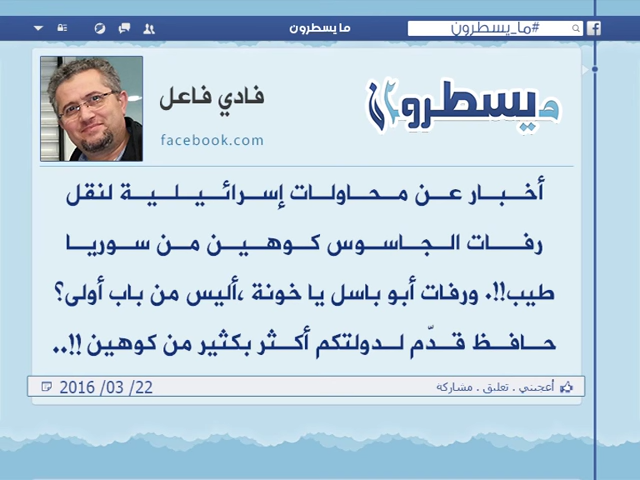 ما يسطرون
#ما_يسطرون
f
فادي فاعل
facebook.com
ما يسطرون
أخبار عن محاولات إسرائيلية لنقل
رفات الجاسوس كوهين من سوريا
طيب!!. ورفات أبو باسل يا خونة ،أليس من باب أولى؟
حافظ قدّم لدولتكم أكثر بكثير من كوهين !!..
أعجبني . تعليق . مشاركة
2016 /03 /22